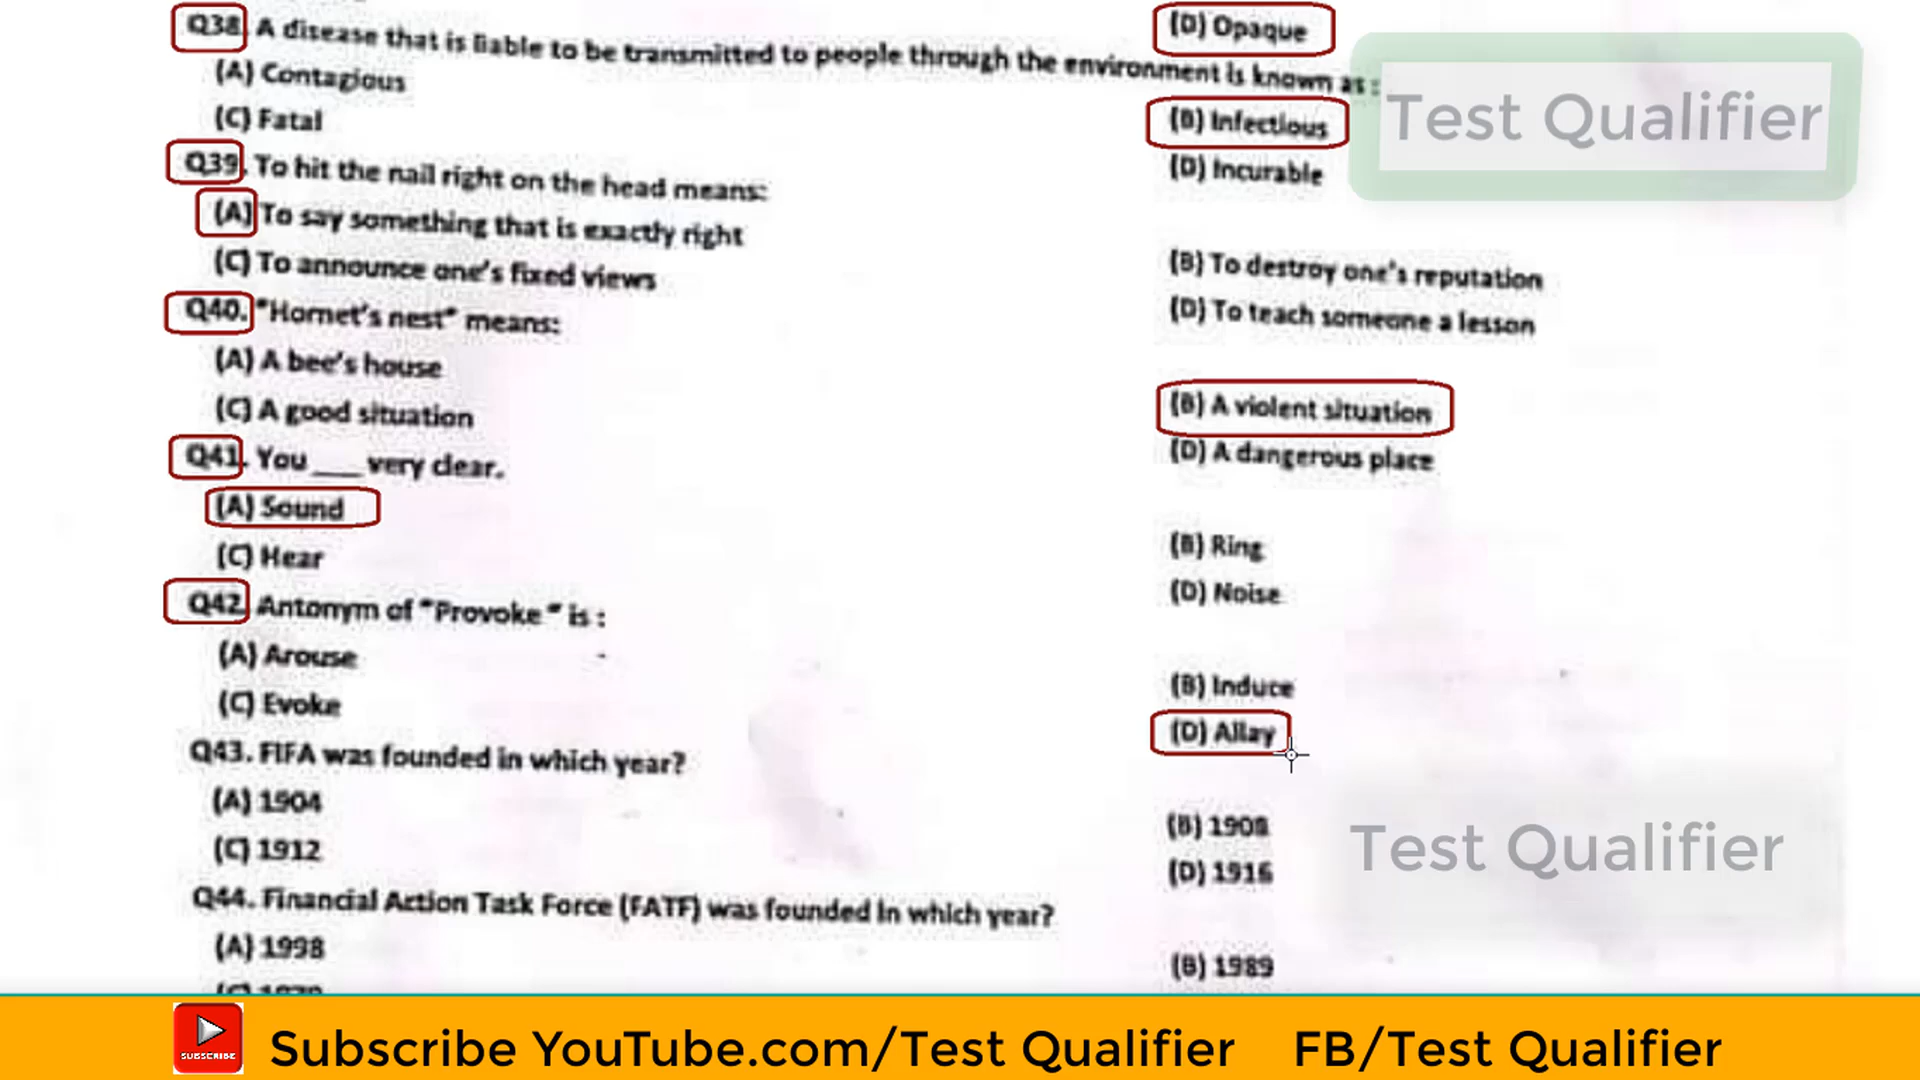 (D) Opaque
Q38. A disease that is liable to be transmitted to people through the environment is known as :
(A) Contagious
(B) Infectious
(C) Fatal
(D) Incurable
Q39. To hit the nail right on the head means:
(A) To say something that is exactly right
(B) To destroy one's reputation
(C) To announce one's fixed views
(D) To teach someone a lesson
Q40. "Hornet's nest" means:
(A) A bee's house
(B) A violent situation
(C) A good situation
(D) A dangerous place
Q41. You ___ very clear.
(A) Sound
(B) Ring
(C) Hear
(D) Noise
Q42. Antonym of "Provoke" is :
(A) Arouse
(B) Induce
(C) Evoke
(D) Allay
Q43. FIFA was founded in which year?
(A) 1904
(B) 1908
(C) 1912
(D) 1916
Q44. Financial Action Task Force (FATF) was founded in which year?
(A) 1998
(B) 1989
Test Qualifier
Test Qualifier
SUBSCRIBE
Subscribe YouTube.com/Test Qualifier FB/Test Qualifier